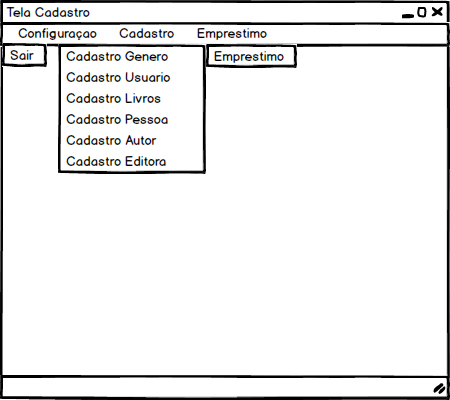 Tela Cadastro
Configuraçao Cadastro Emprestimo
Sair
Cadastro Genero
Cadastro Usuario
Cadastro Livros
Cadastro Pessoa
Cadastro Autor
Cadastro Editora
Emprestimo